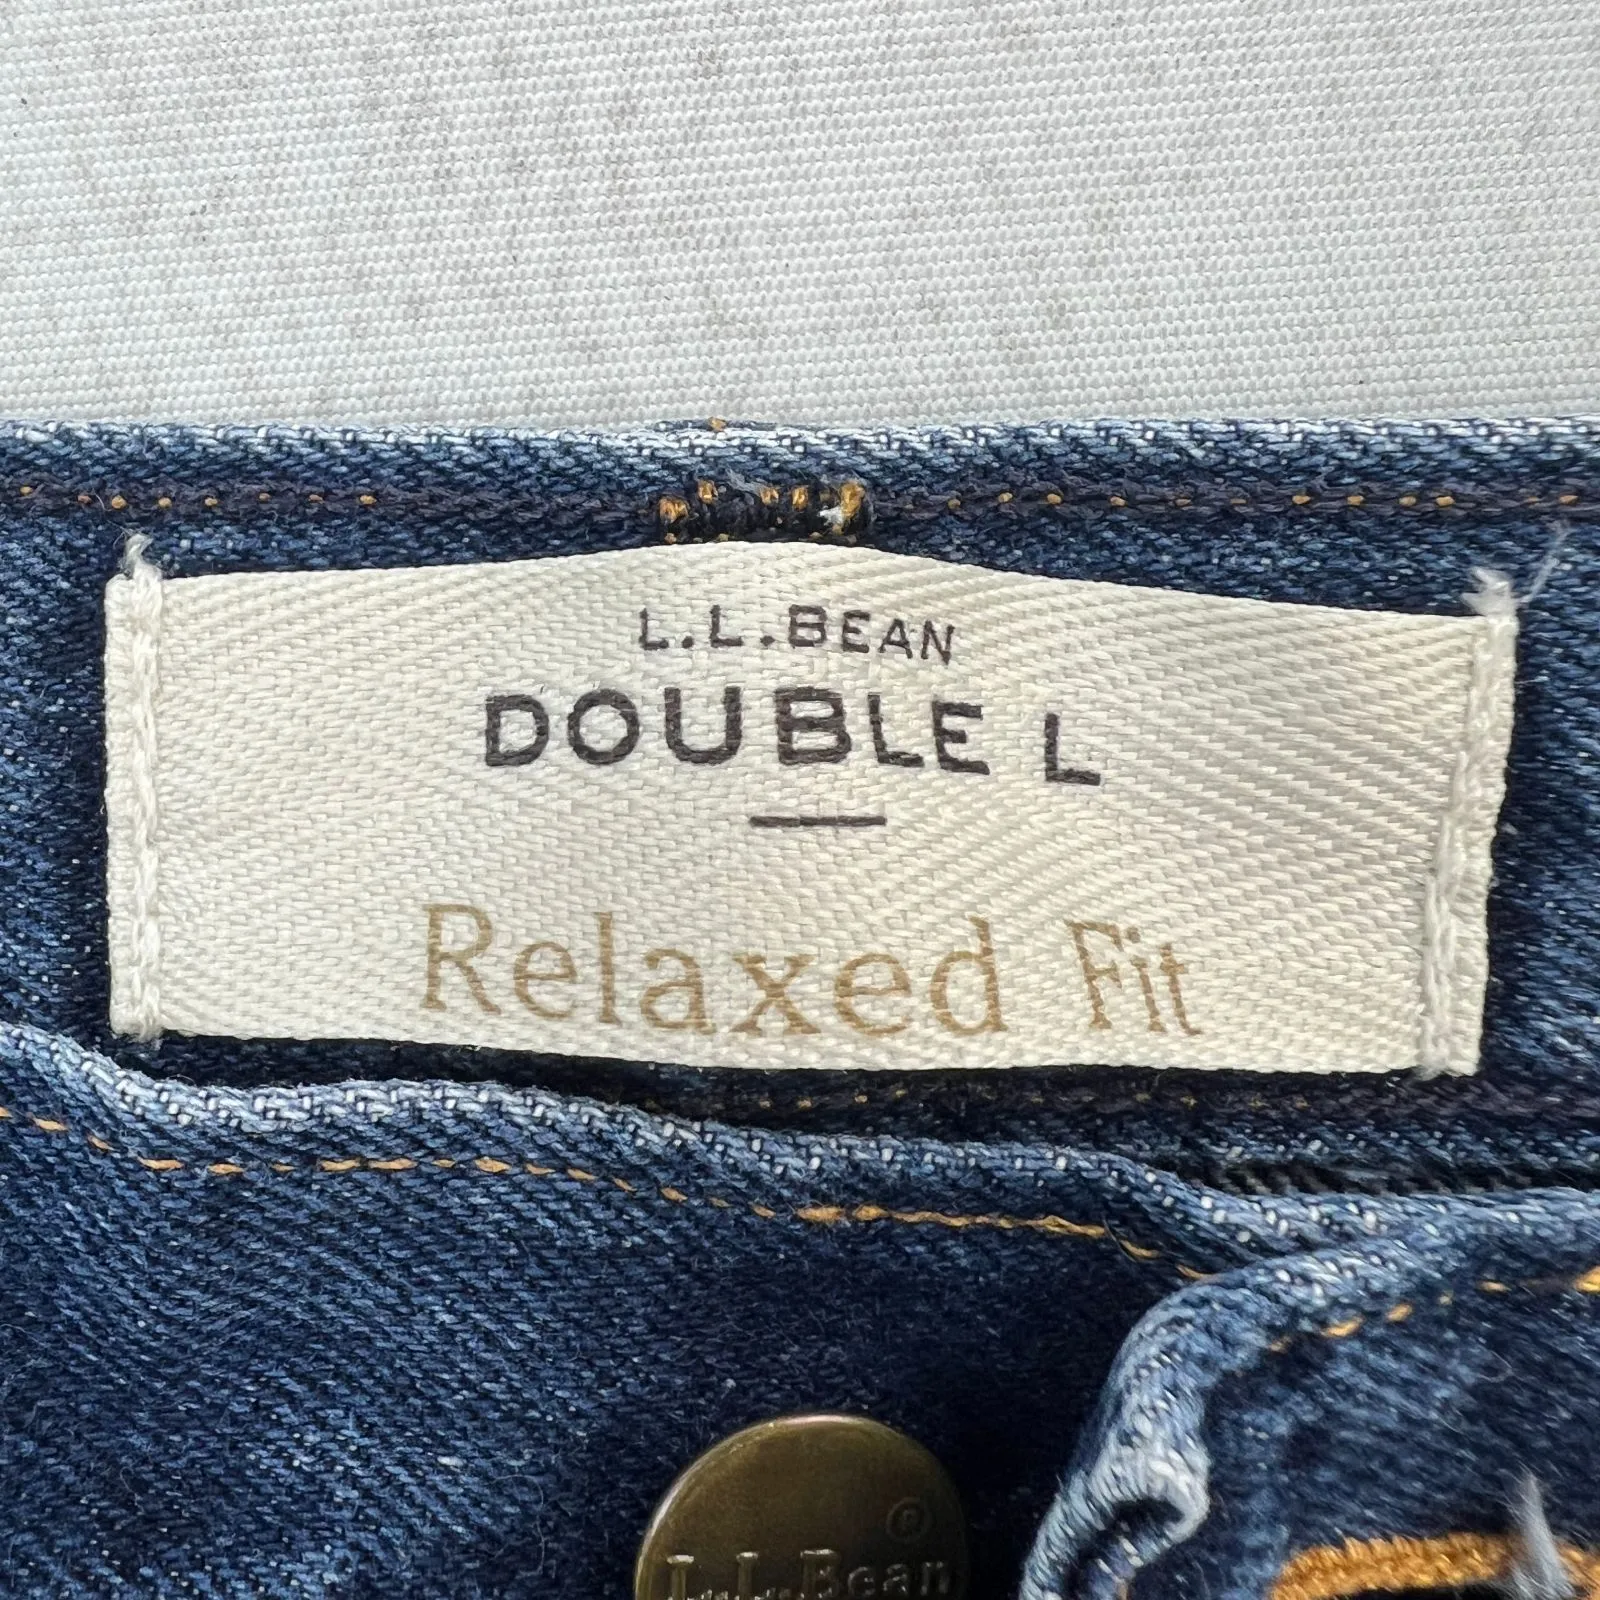 L.L.BEAN
DOUBLE L
Relaxed Fit
®
L.L.Bean